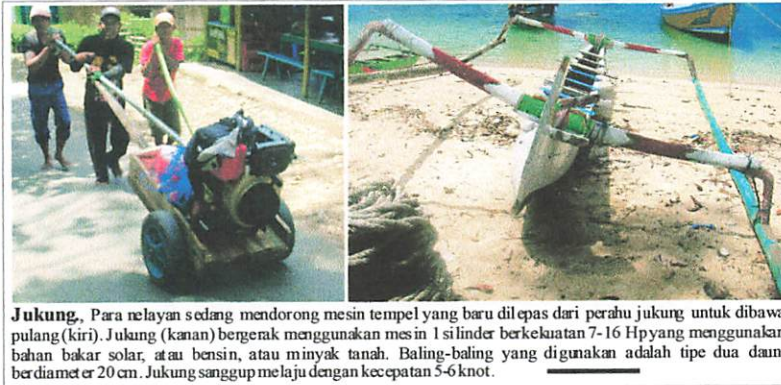 Jukung., Para nelayan sedang mendorong mesin tempel yang baru dilepas dari perahu jukung untuk dibawa
pulang (kiri). Jukung (kanan) bergerak menggunakan mesin 1 silinder berkekuatan 7-16 Hp yang menggunakan
bahan bakar solar, atau bensin, atau minyak tanah. Baling-baling yang digunakan adalah tipe dua daun
berdiameter 20 cm. Jukung sanggup melaju dengan kecepatan 5-6 knot.